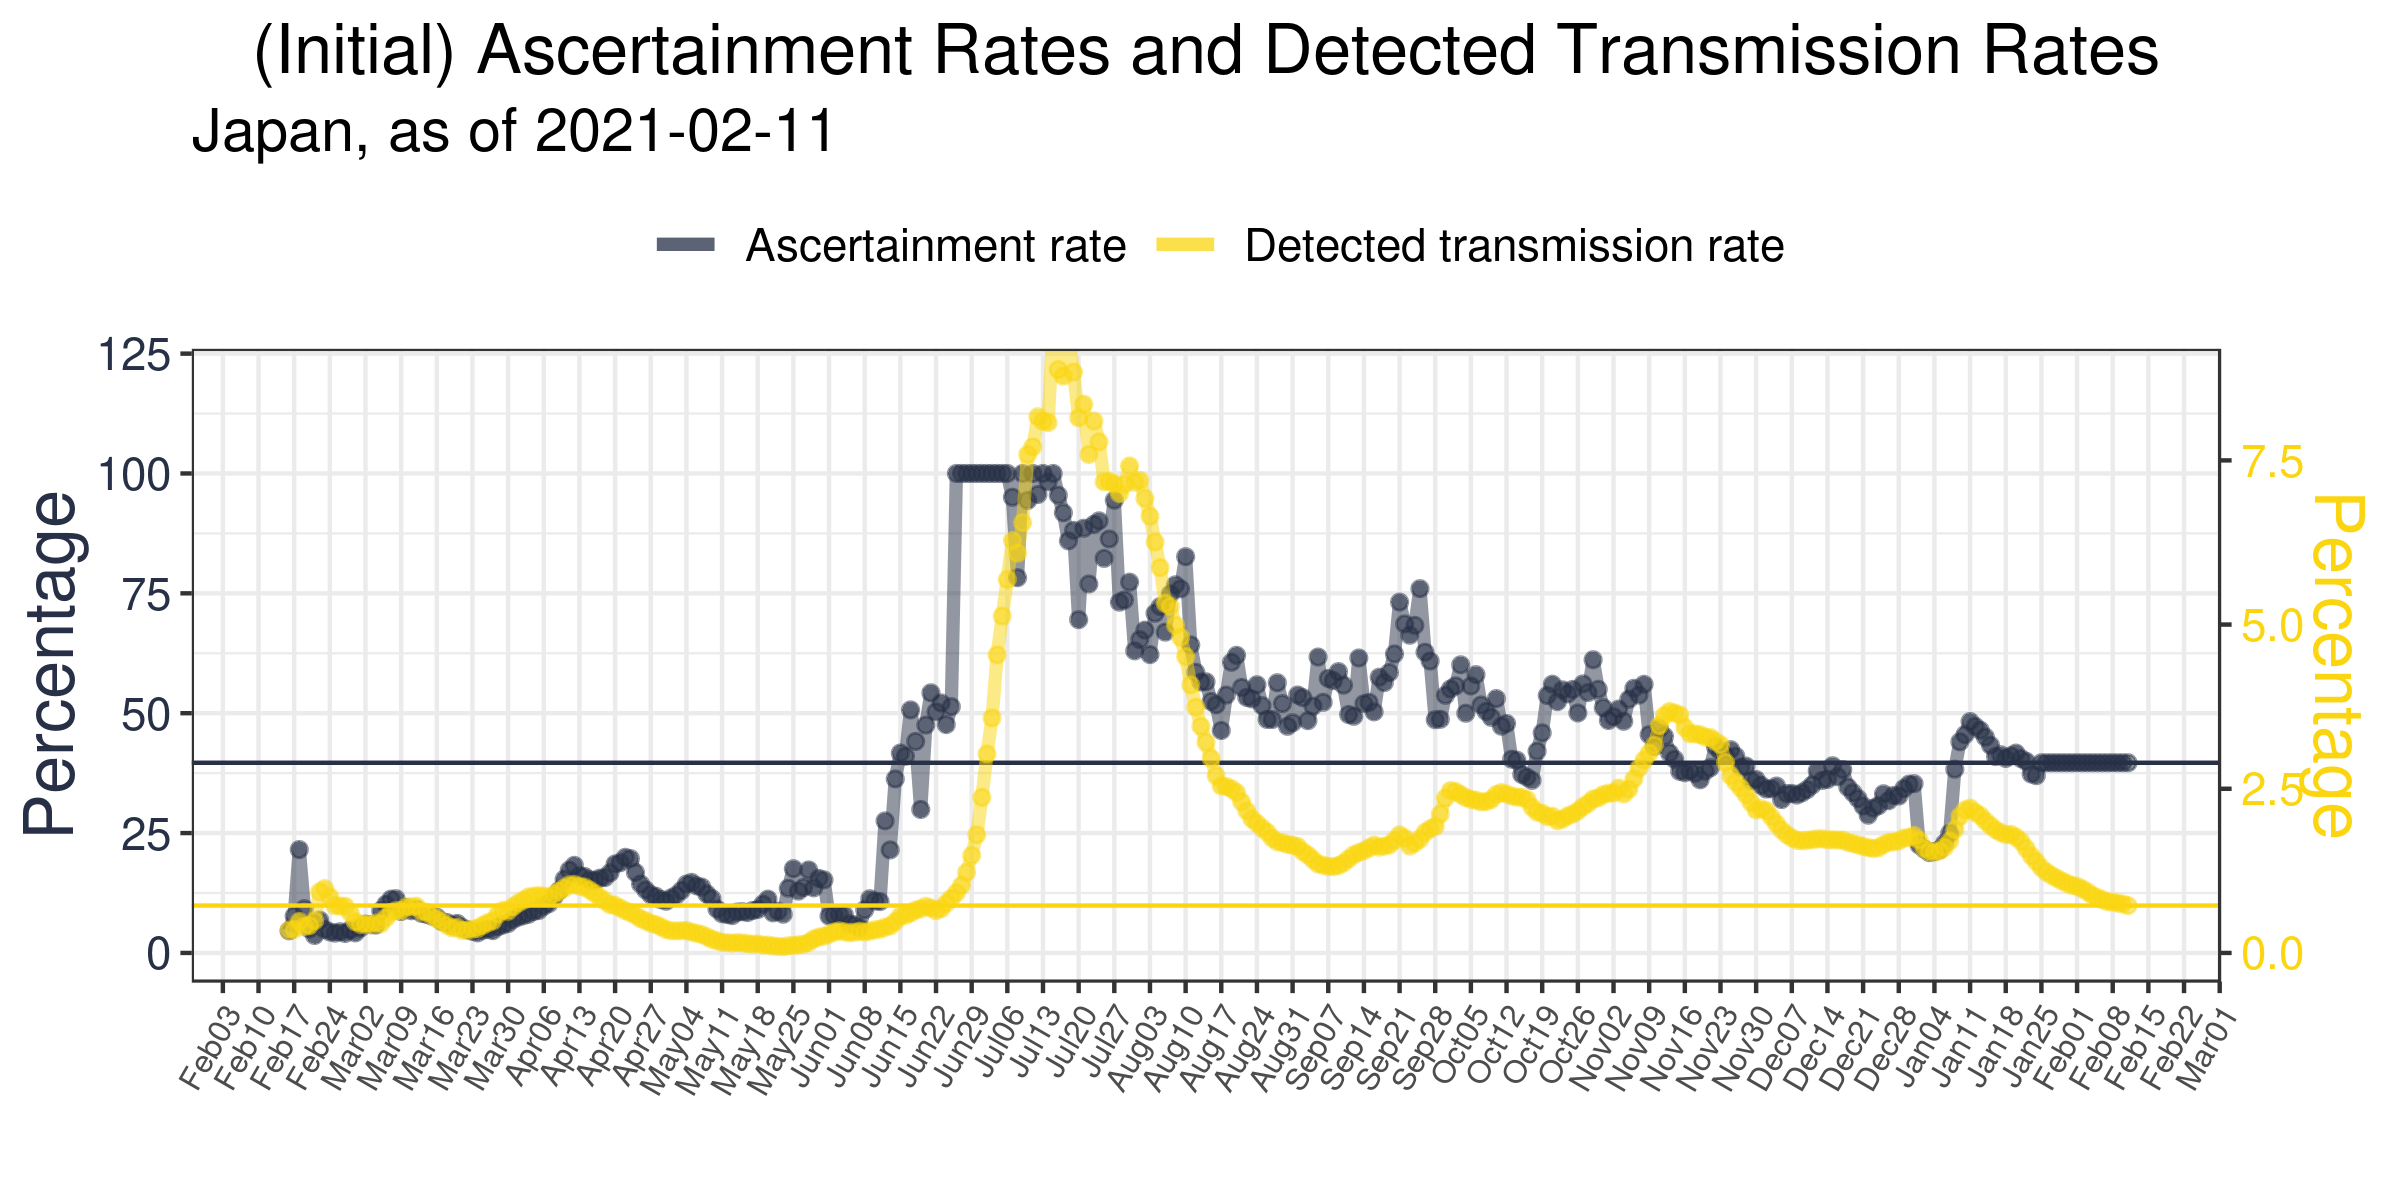 (Initial) Ascertainment Rates and Detected Transmission Rates
Japan, as of 2021-02-11
Ascertainment rate
Detected transmission rate
Percentage
125
100
75
50
25
0
7.5
5.0
2.5
0.0
Percentage
Feb03
Feb10
Feb17
Feb24
Mar02
Mar09
Mar16
Mar23
Mar30
Apr06
Apr13
Apr20
Apr27
May04
May11
May18
May25
Jun01
Jun08
Jun15
Jun22
Jun29
Jul06
Jul13
Jul20
Jul27
Aug03
Aug10
Aug17
Aug24
Aug31
Sep07
Sep14
Sep21
Sep28
Oct05
Oct12
Oct19
Oct26
Nov02
Nov09
Nov16
Nov23
Nov30
Dec07
Dec14
Dec21
Dec28
Jan04
Jan11
Jan18
Jan25
Feb01
Feb08
Feb15
Feb22
Mar01